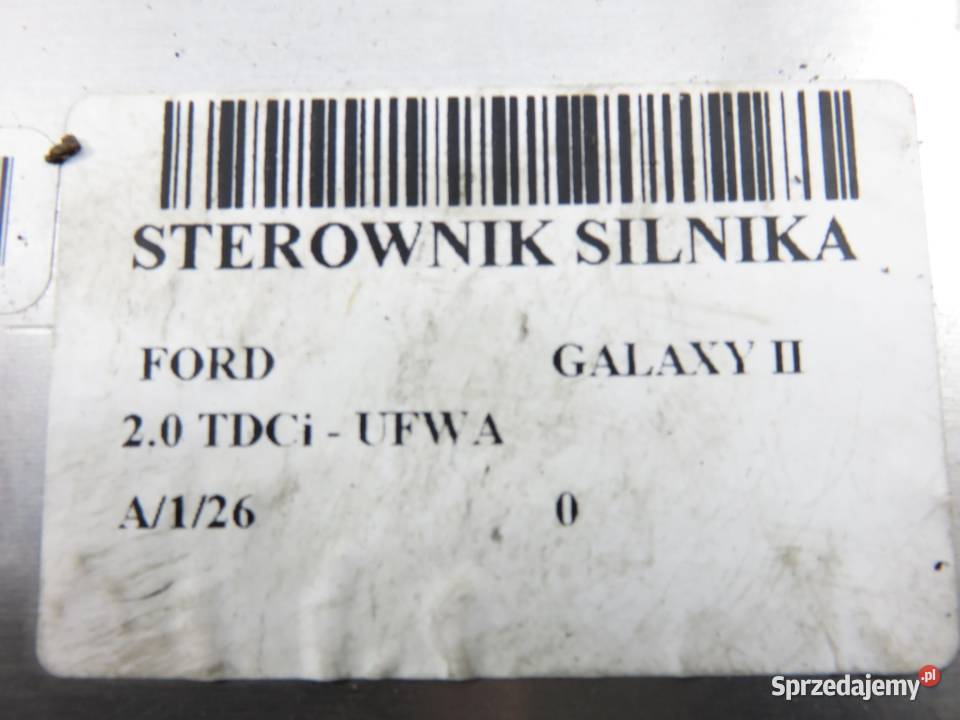 STEROWNIK SILNIKA
FORD GALAXY II
2.0 TDCi - UFWA
A/1/26 0
Sprzedajemy.pl